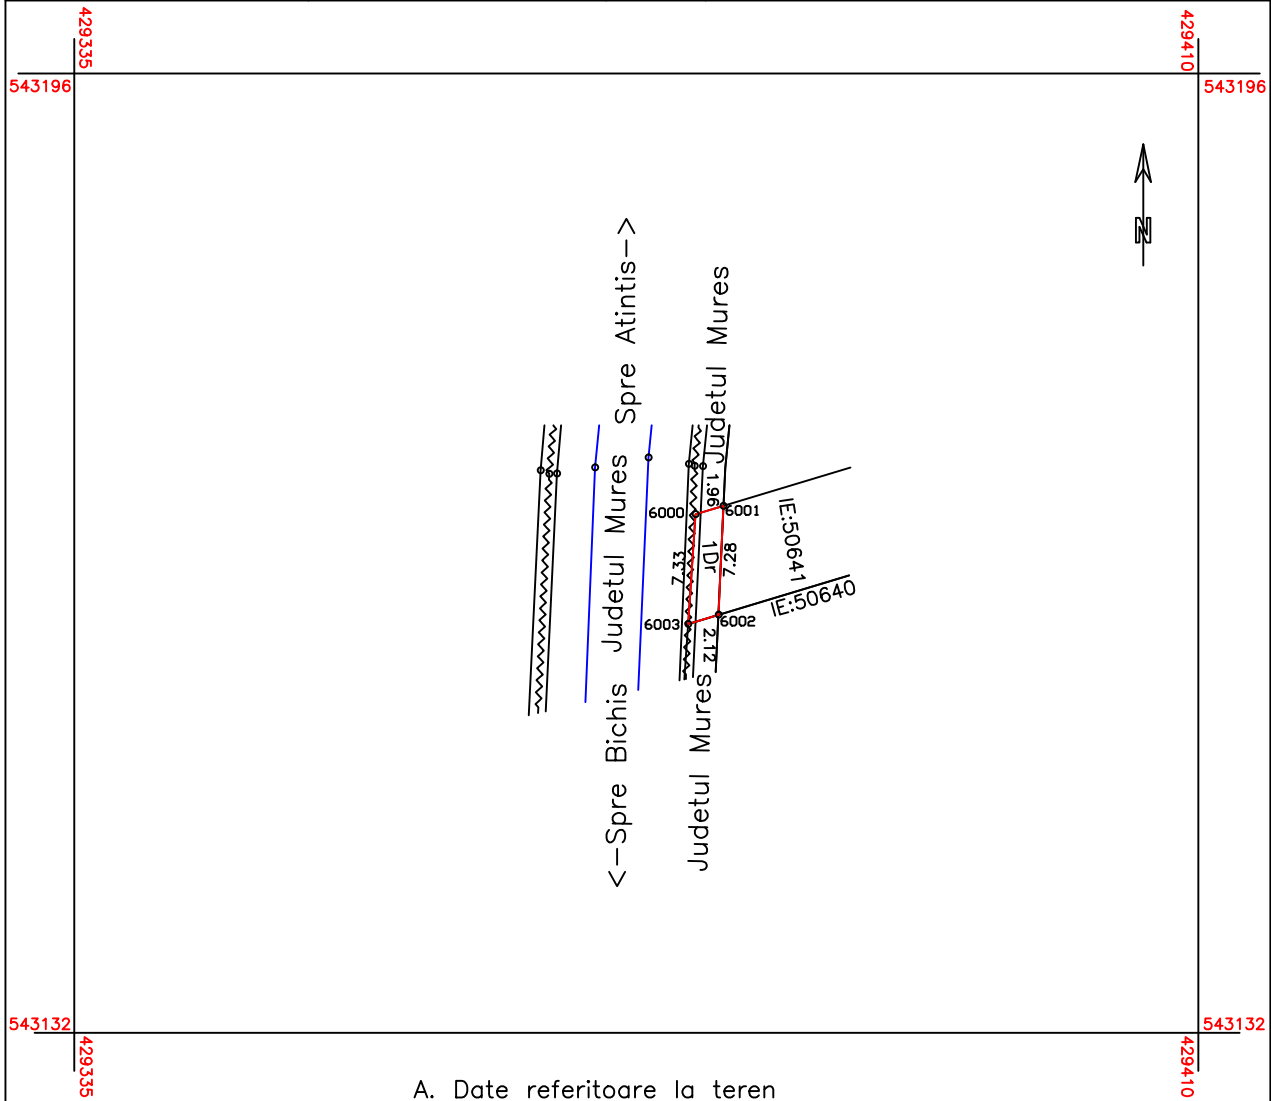 429335
429410
543196
543196
N
Judetul Mures Spre Atintis-->
Judetul Mures
1.96
6000
6001
IE:50641
7.33
1Dr
7.28
IE:50640
6003
6002
2.12
<--Spre Bichis
Judetul Mures
543132
543132
429335
429410
A. Date referitoare la teren